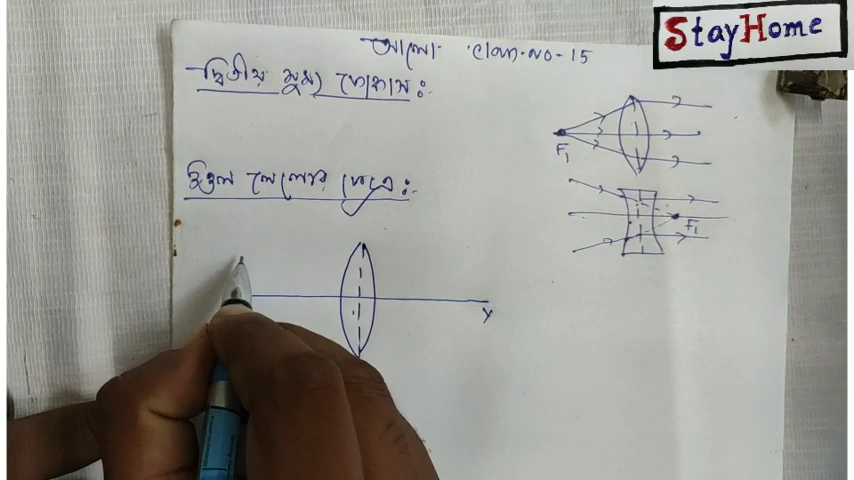 StayHome
আলো Class-NO-15
দ্বিতীয় মুখ্য ফোকাস :
উত্তল লেন্সের ক্ষেত্রে :
F₁
F₁
Y